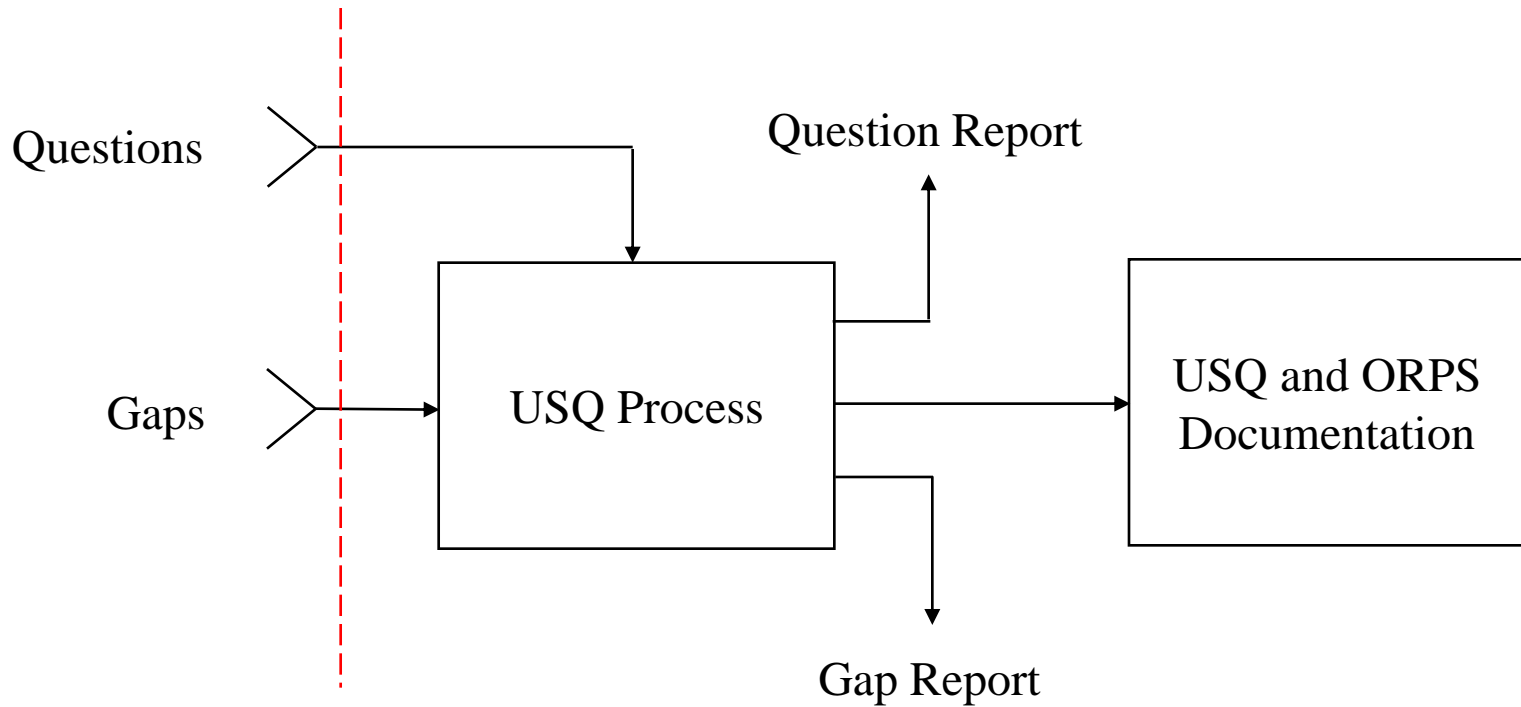 Questions
Question Report
Gaps
USQ Process
USQ and ORPS
Documentation
Gap Report